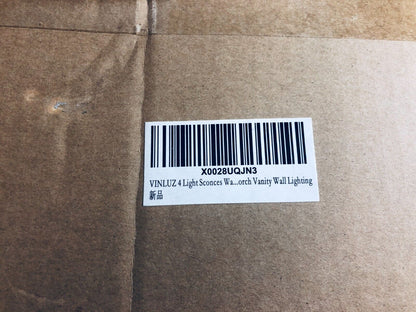 X0028UQJN3
VINLUZ 4 Light Sconces Wa...orch Vanity Wall Lighting
新品